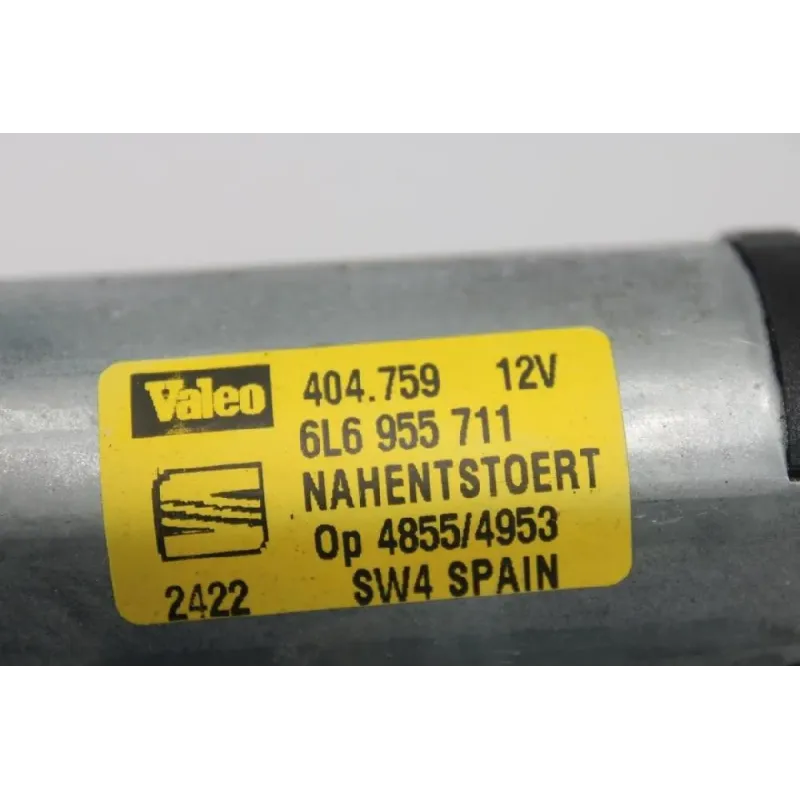 Valeo 404.759 12V
6L6 955 711
NAHENTSTOERT
Op 4855/4953
2422 SW4 SPAIN